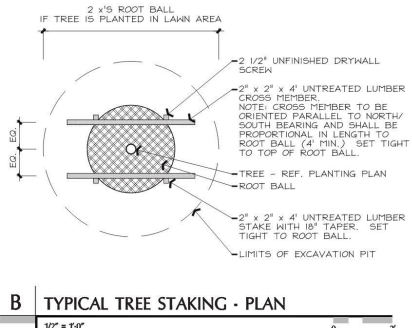 2 x'S ROOT BALL
IF TREE IS PLANTED IN LAWN AREA
2 1/2" UNFINISHED DRYWALL
SCREW
2" x 2" x 4' UNTREATED LUMBER
CROSS MEMBER.
NOTE: CROSS MEMBER TO BE
ORIENTED PARALLEL TO NORTH/
SOUTH BEARING AND SHALL BE
PROPORTIONAL IN LENGTH TO
ROOT BALL (4' MIN.) SET TIGHT
TO TOP OF ROOT BALL.
EQ.
EQ.
TREE - REF. PLANTING PLAN
ROOT BALL
2" x 2" x 4' UNTREATED LUMBER
STAKE WITH 18" TAPER. SET
TIGHT TO ROOT BALL.
LIMITS OF EXCAVATION PIT
B TYPICAL TREE STAKING · PLAN
1/2" = 1'-0"